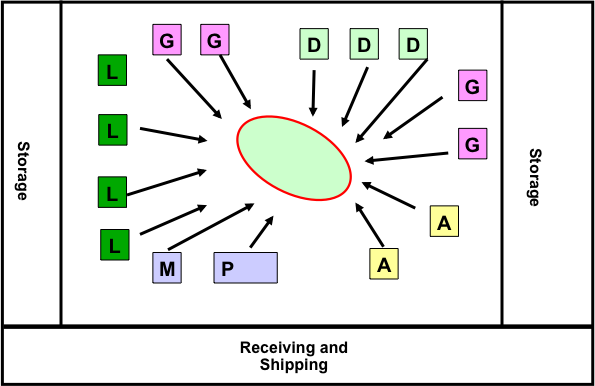 G G D D D
L
G
L
G
L
A
L
M P A
Storage
Storage
Receiving and
Shipping